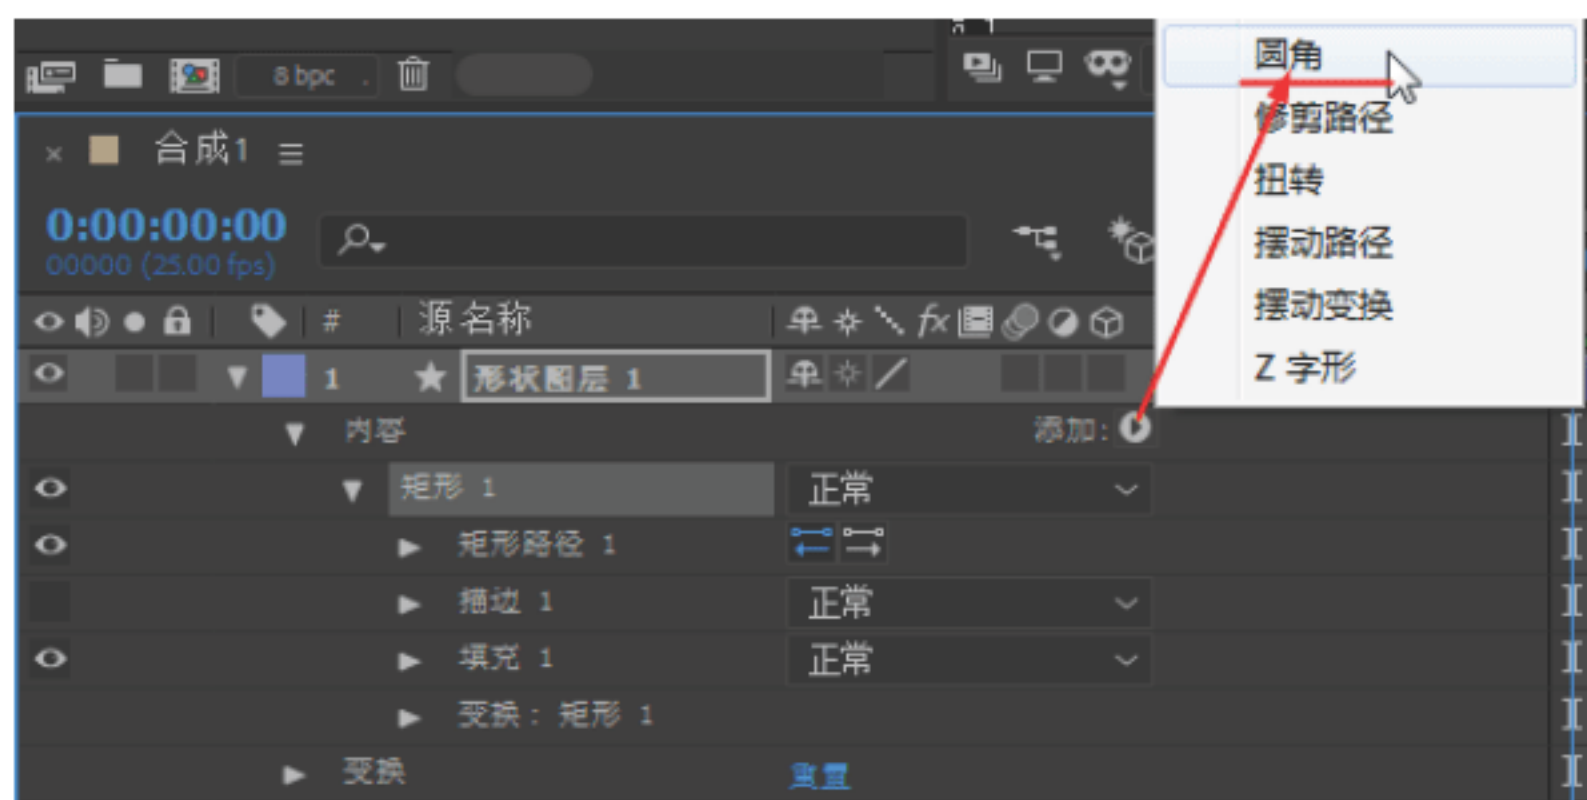 8 bpc
合成1
0:00:00:00
00000 (25.00 fps)
# 源名称 fx
1 形状图层 1
内容 添加:
矩形 1 正常
矩形路径 1
描边 1 正常
填充 1 正常
变换: 矩形 1
变换 重置
圆角
修剪路径
扭转
摆动路径
摆动变换
Z 字形